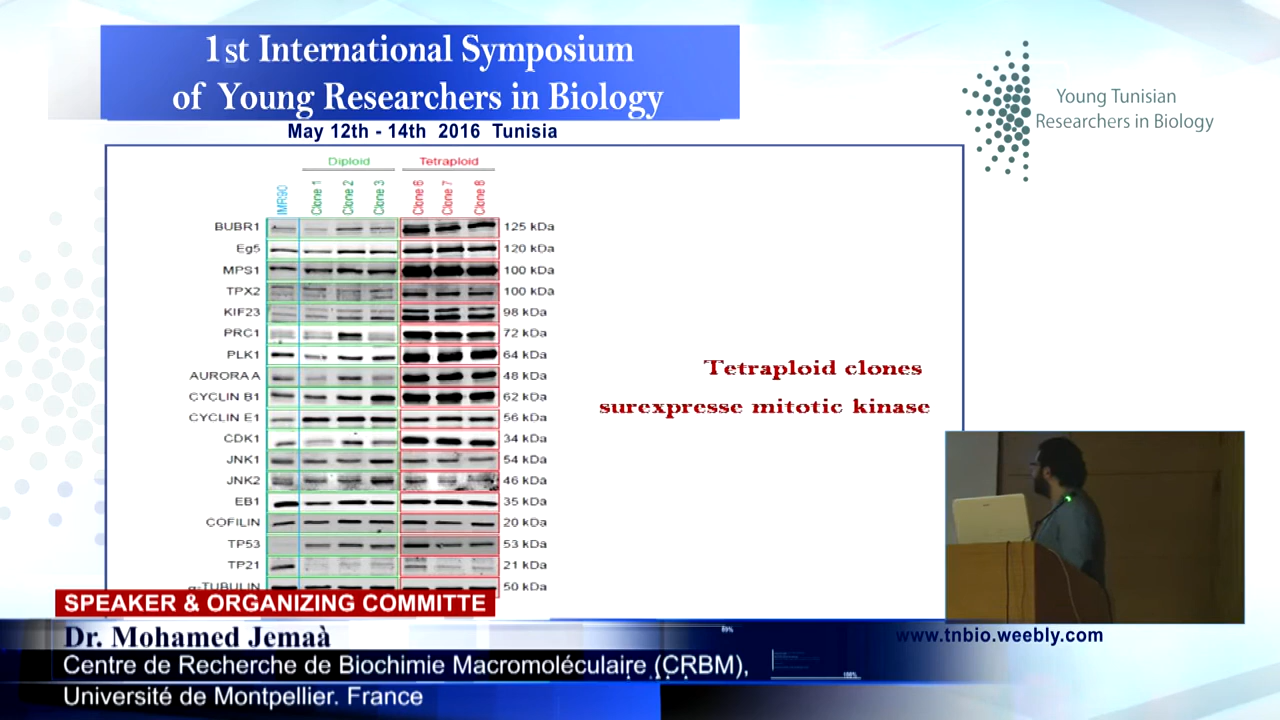 1st International Symposium
of Young Researchers in Biology
May 12th - 14th 2016 Tunisia
Young Tunisian
Researchers in Biology
Diploid Tetraploid
IMR90 Clone 1 Clone 2 Clone 3 Clone 6 Clone 7 Clone 8
BUBR1 125 kDa
Eg5 120 kDa
MPS1 100 kDa
TPX2 100 kDa
KIF23 98 kDa
PRC1 72 kDa
PLK1 64 kDa
AURORA A 48 kDa
CYCLIN B1 62 kDa
CYCLIN E1 56 kDa
CDK1 34 kDa
JNK1 54 kDa
JNK2 46 kDa
EB1 35 kDa
COFILIN 20 kDa
TP53 53 kDa
TP21 21 kDa
α-TUBULIN 50 kDa
Tetraploid clones
surexpresse mitotic kinase
SPEAKER & ORGANIZING COMMITTE
Dr. Mohamed Jemaà
89%
www.tnbio.weebly.com
Centre de Recherche de Biochimie Macromoléculaire (CRBM),
100%
Université de Montpellier. France